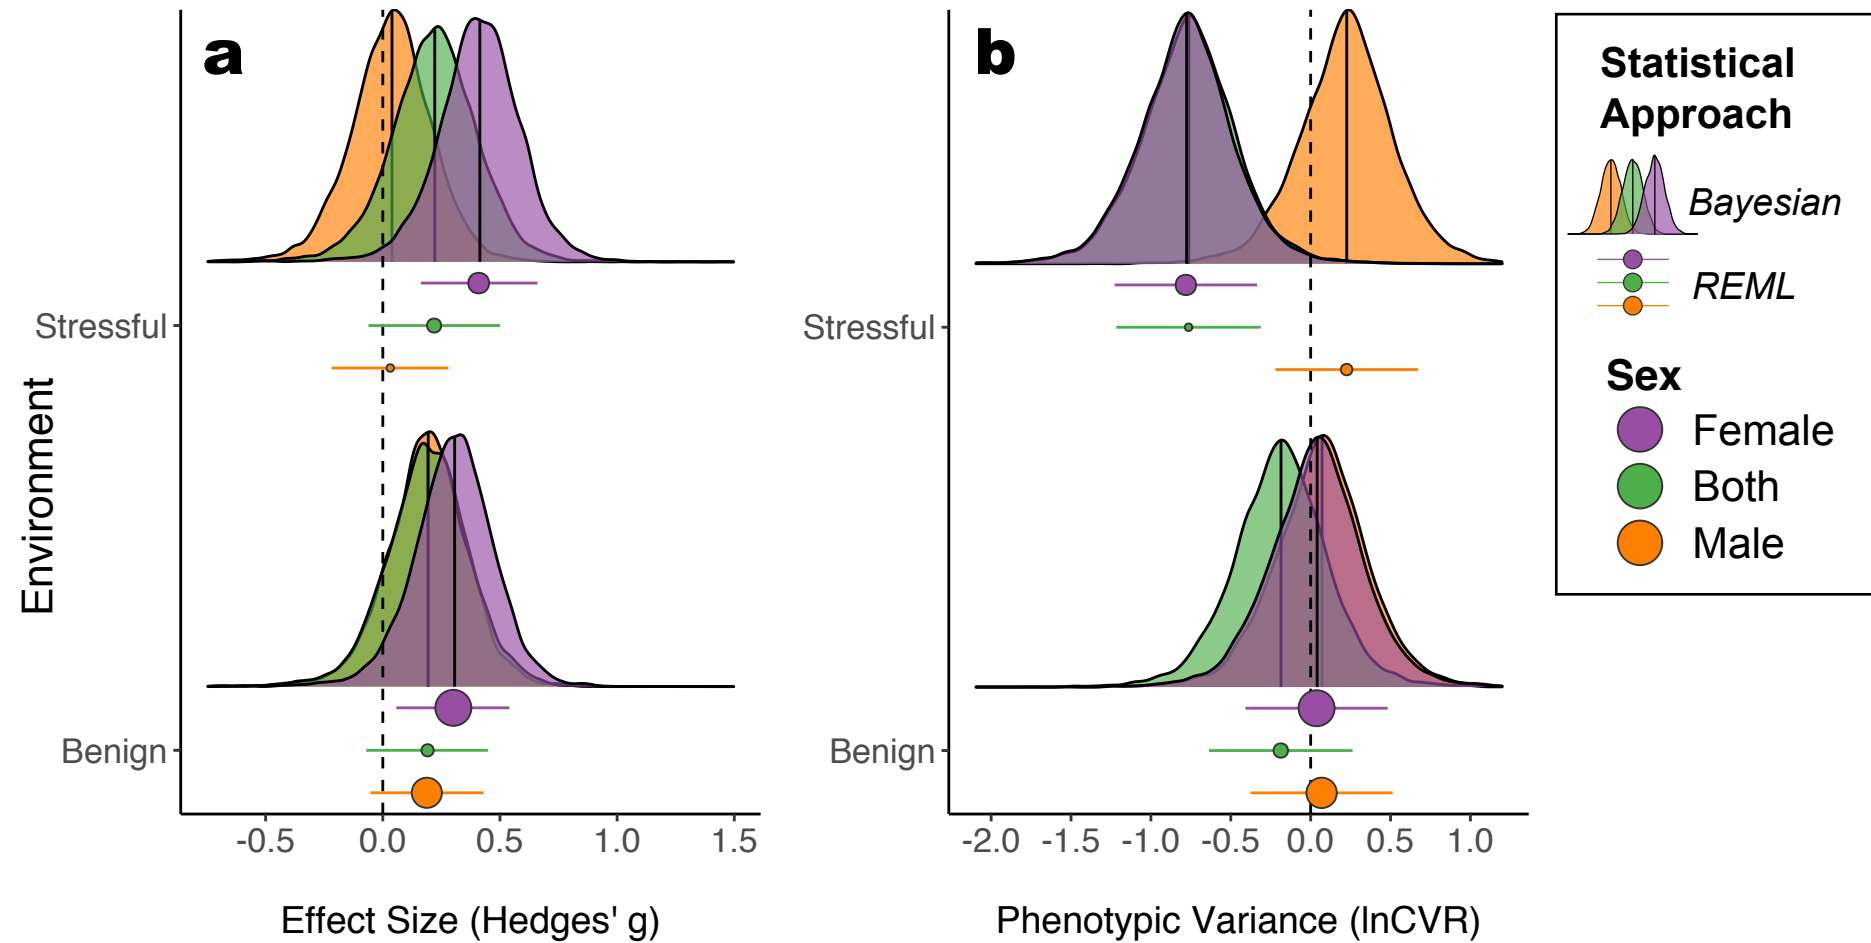 a
b
Environment
Stressful
Benign
-0.5 0.0 0.5 1.0 1.5
Effect Size (Hedges' g)
Stressful
Benign
-2.0 -1.5 -1.0 -0.5 0.0 0.5 1.0
Phenotypic Variance (lnCVR)
Statistical
Approach
Bayesian
REML
Sex
Female
Both
Male